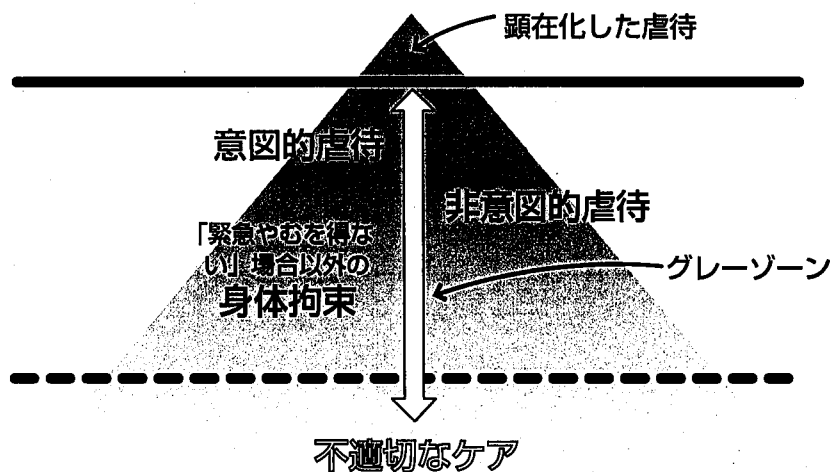 顕在化した虐待
意図的虐待
非意図的虐待
「緊急やむを得な
い」場合以外の
身体拘束
グレーゾーン
不適切なケア